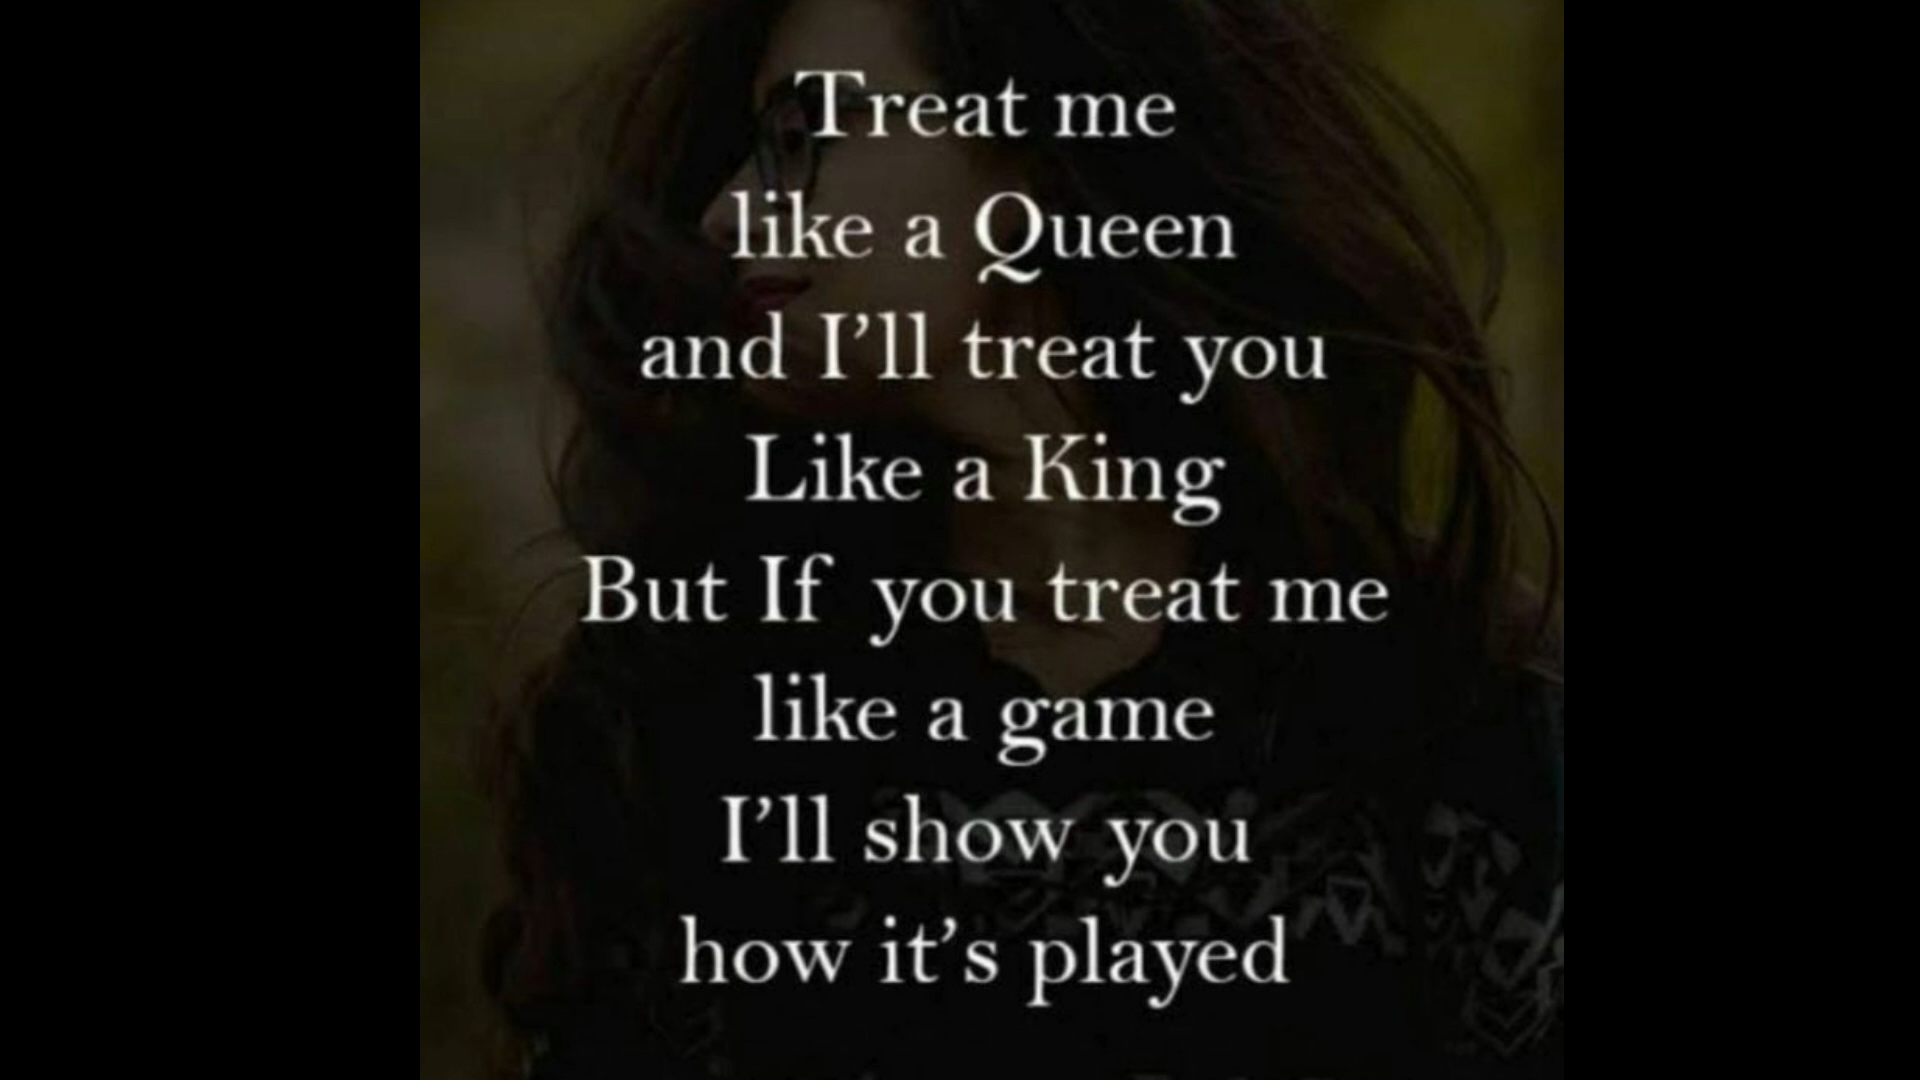 Treat me
like a Queen
and I’ll treat you
Like a King
But If you treat me
like a game
I’ll show you
how it’s played